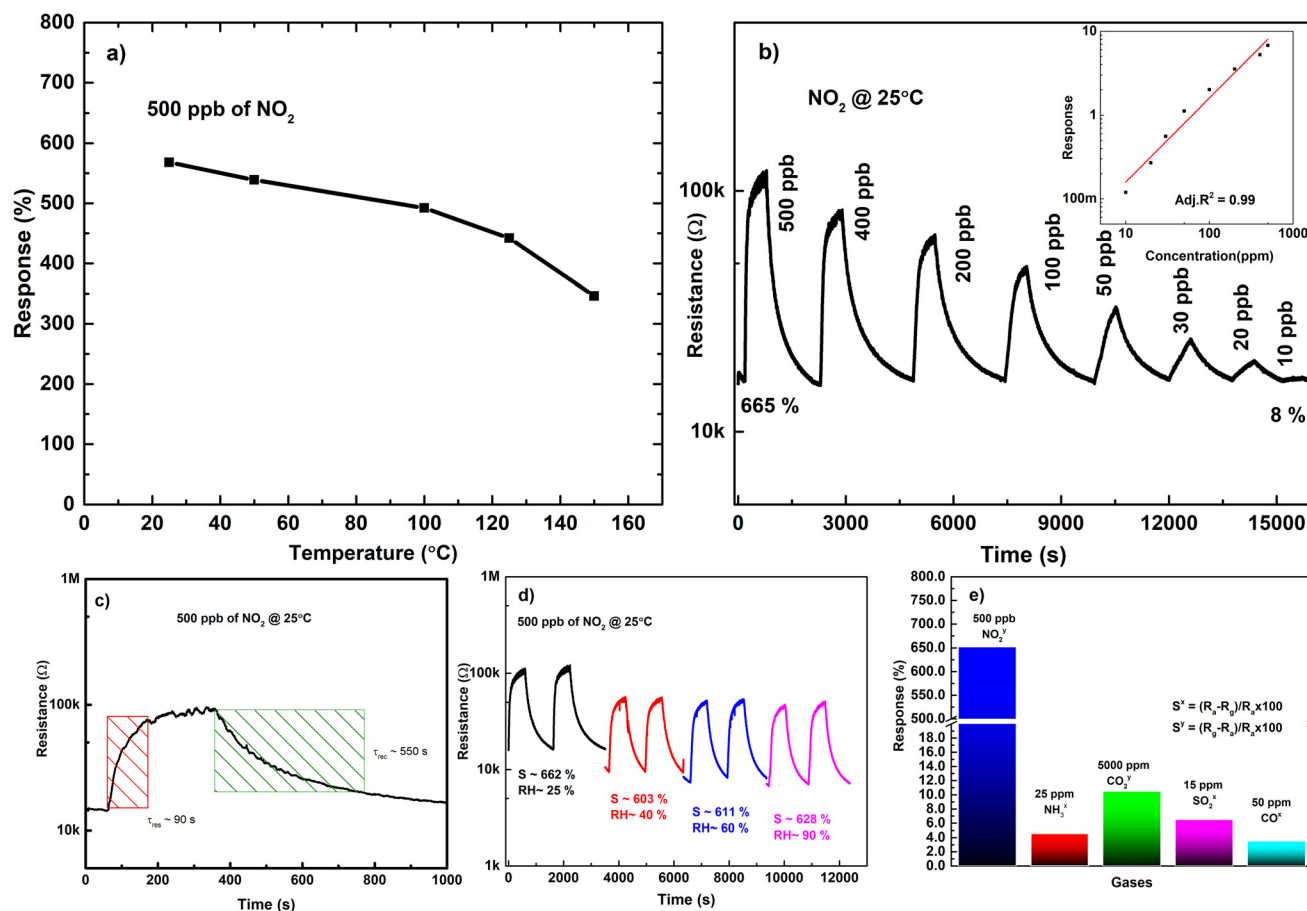 a)
500 ppb of NO₂
Response (%)
800
700
600
500
400
300
200
100
0
0 20 40 60 80 100 120 140 160
Temperature (°C)
b)
NO₂ @ 25°C
Resistance (Ω)
100k
10k
500 ppb
400 ppb
200 ppb
100 ppb
50 ppb
30 ppb
20 ppb
10 ppb
665 %
8 %
0 3000 6000 9000 12000 15000
Time (s)
Response
10
1
100m
Adj.R² = 0.99
10 100 1000
Concentration(ppm)
c)
500 ppb of NO₂ @ 25°C
Resistance (Ω)
1M
100k
10k
τres ~ 90 s
τrec ~ 550 s
0 200 400 600 800 1000
Time (s)
d)
500 ppb of NO₂ @ 25°C
Resistance (Ω)
1M
100k
10k
1k
S ~ 662 %
RH~ 25 %
S ~ 603 %
RH~ 40 %
S ~ 611 %
RH~ 60 %
S ~ 628 %
RH~ 90 %
0 2000 4000 6000 8000 10000 12000
Time (s)
e)
Response (%)
800.0
750.0
700.0
650.0
600.0
550.0
500.0
18.0
16.0
14.0
12.0
10.0
8.0
6.0
4.0
2.0
0.0
500 ppb
NO₂ʸ
25 ppm
NH₃ˣ
5000 ppm
CO₂ʸ
15 ppm
SO₂ˣ
50 ppm
COˣ
Sˣ = (Ra-Rg)/Rax100
Sʸ = (Rg-Ra)/Rax100
Gases